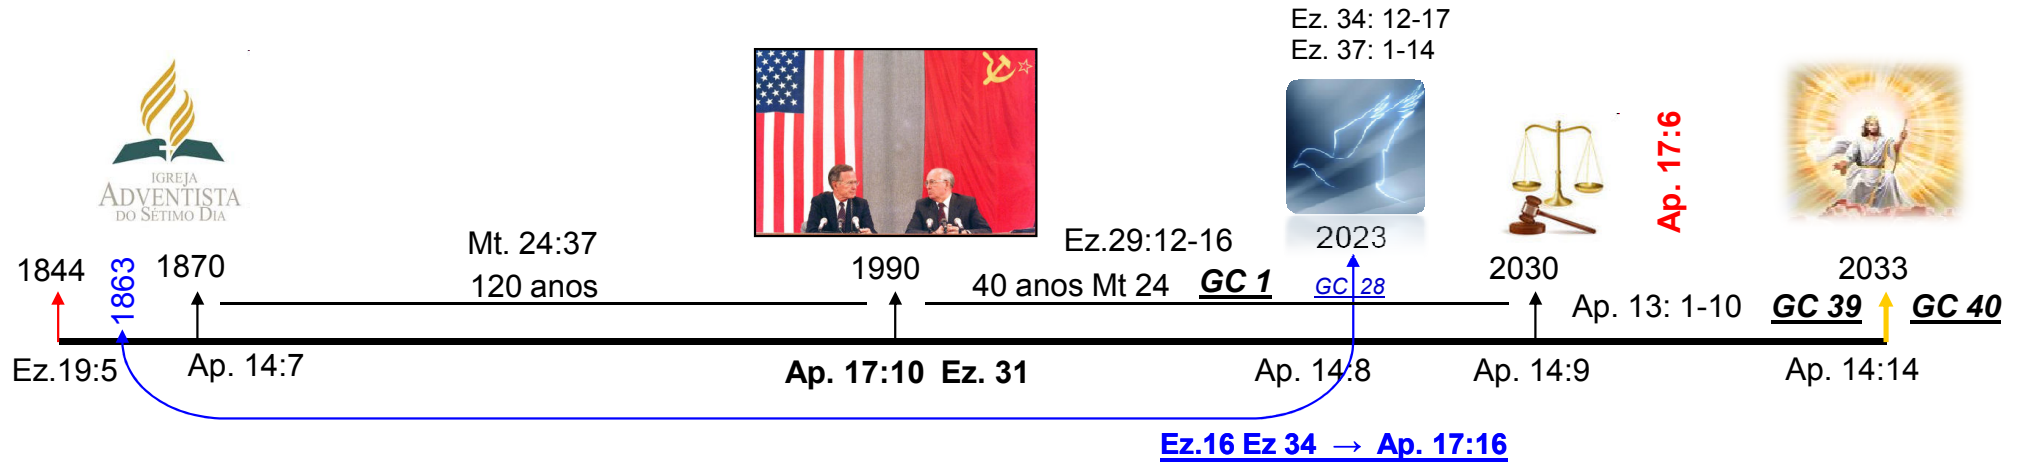 Ez. 34: 12-17
Ez. 37: 1-14
IGREJA
ADVENTISTA
DO SÉTIMO DIA
Ap. 17:6
Mt. 24:37
Ez.29:12-16
2023
1844
1863
1870
120 anos
1990
40 anos Mt 24
GC 1
GC 28
2030
2033
Ap. 13: 1-10
GC 39
GC 40
Ez.19:5
Ap. 14:7
Ap. 17:10 Ez. 31
Ap. 14:8
Ap. 14:9
Ap. 14:14
Ez.16 Ez 34 → Ap. 17:16